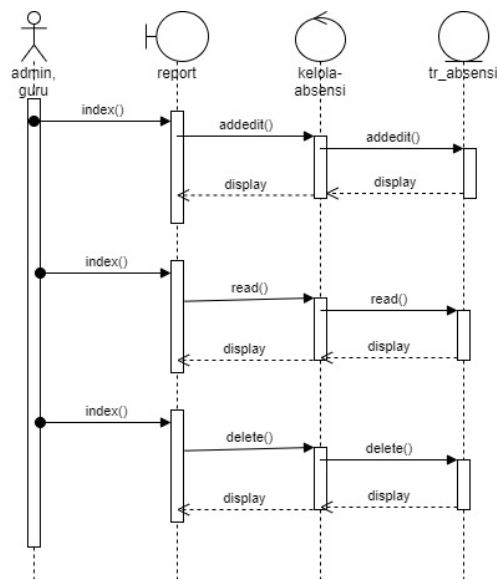 admin,
guru
report
kelola-
absensi
tr_absensi
index()
addedit()
addedit()
display
display
index()
read()
read()
display
display
index()
delete()
delete()
display
display